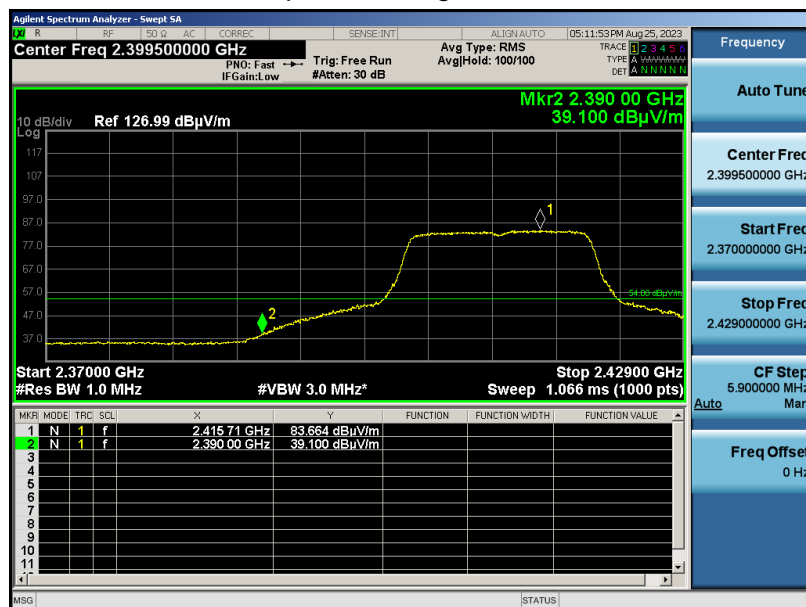 Agilent Spectrum Analyzer - Swept SA
LXI R RF 50 Ω AC CORREC SENSE:INT ALIGN AUTO 05:11:53 PM Aug 25, 2023
Center Freq 2.399500000 GHz
PNO: Fast
IFGain:Low
Trig: Free Run
#Atten: 30 dB
Avg Type: RMS
Avg|Hold: 100/100
TRACE 1 2 3 4 5 6
TYPE A WWWWW
DET A N N N N N
Mkr2 2.390 00 GHz
39.100 dBµV/m
10 dB/div Ref 126.99 dBµV/m
Log
117
107
97.0
87.0
77.0
67.0
57.0
47.0
37.0
1
2
54.00 dBµV/m
Start 2.37000 GHz Stop 2.42900 GHz
#Res BW 1.0 MHz #VBW 3.0 MHz* Sweep 1.066 ms (1000 pts)
MKR MODE TRC SCL X Y FUNCTION FUNCTION WIDTH FUNCTION VALUE
1 N 1 f 2.415 71 GHz 83.664 dBµV/m
2 N 1 f 2.390 00 GHz 39.100 dBµV/m
3
4
5
6
7
8
9
10
11
MSG STATUS
Frequency
Auto Tune
Center Freq
2.399500000 GHz
Start Freq
2.370000000 GHz
Stop Freq
2.429000000 GHz
CF Step
5.900000 MHz
Auto Man
Freq Offset
0 Hz